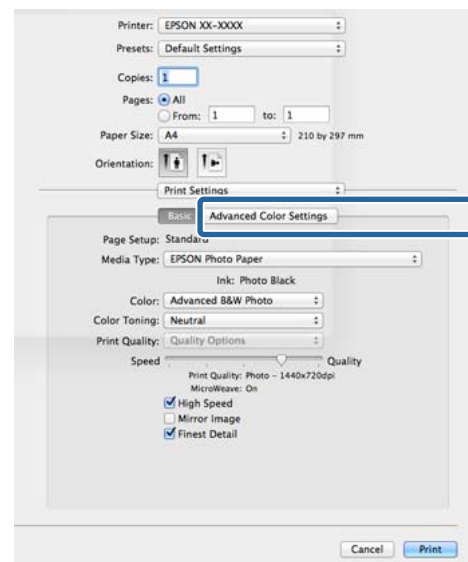 Printer: EPSON XX-XXXX
Presets: Default Settings
Copies: 1
Pages: All
From: 1 to: 1
Paper Size: A4 210 by 297 mm
Orientation:
Print Settings
Basic Advanced Color Settings
Page Setup: Standard
Media Type: EPSON Photo Paper
Ink: Photo Black
Color: Advanced B&W Photo
Color Toning: Neutral
Print Quality: Quality Options
Speed Quality
Print Quality: Photo - 1440x720dpi
MicroWeave: On
High Speed
Mirror Image
Finest Detail
Cancel Print